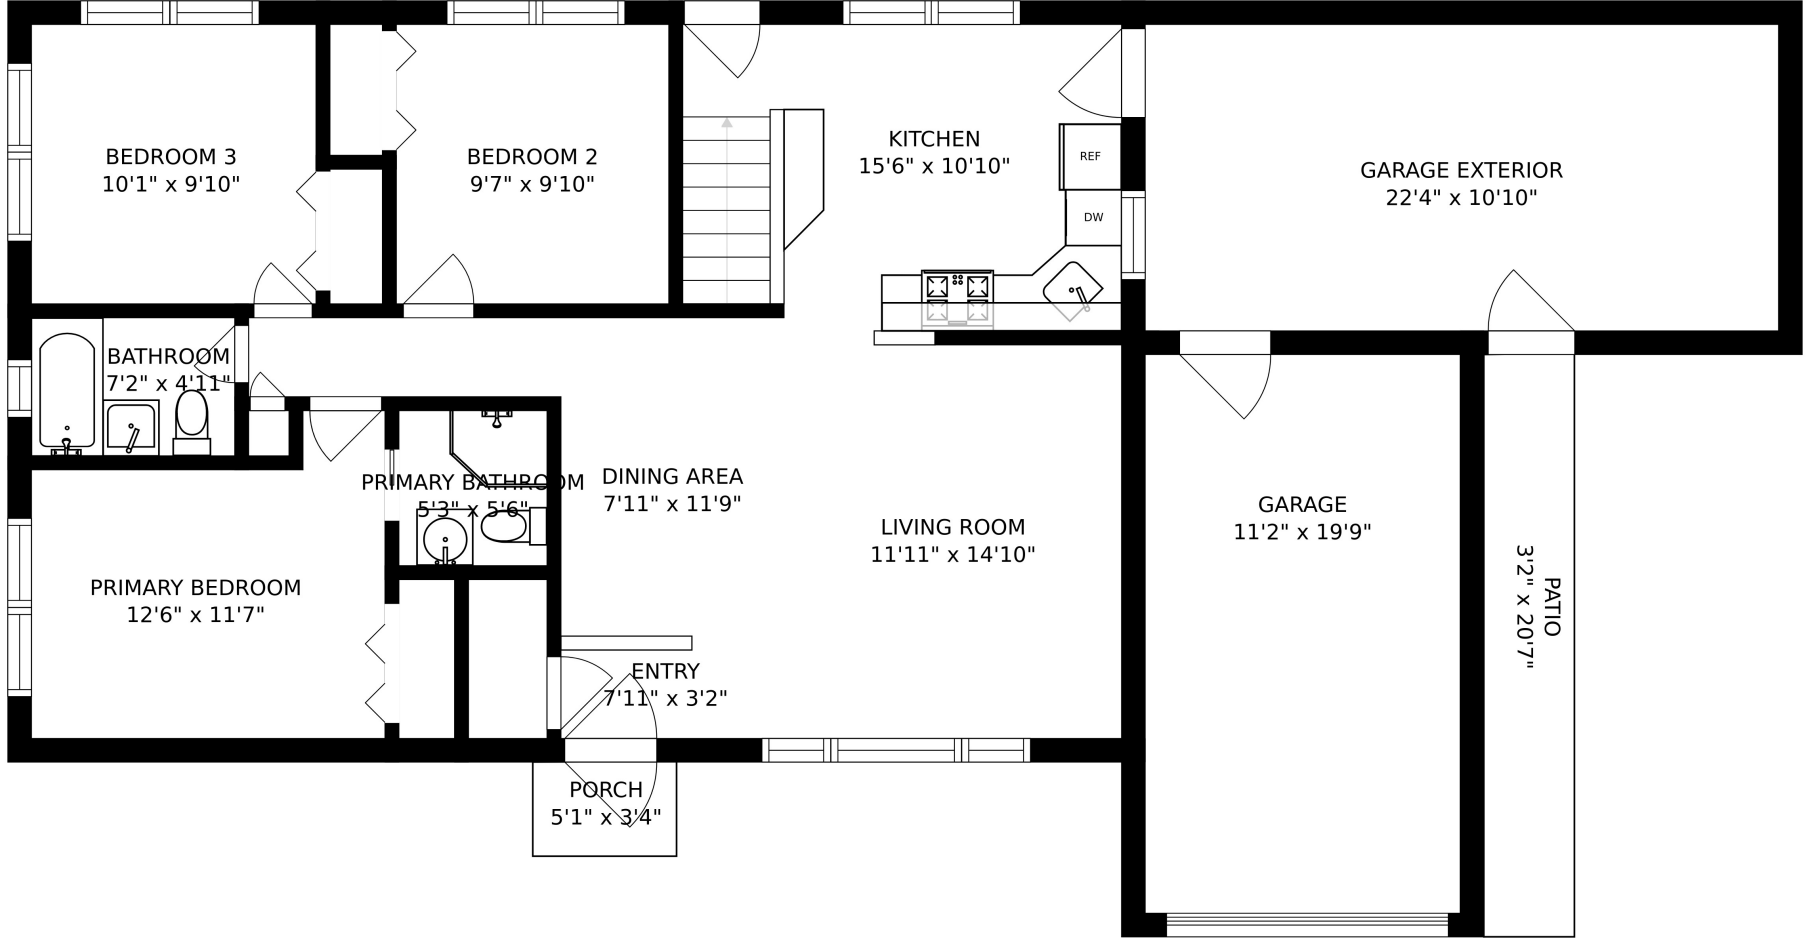 BEDROOM 3
10'1" x 9'10"
BEDROOM 2
9'7" x 9'10"
KITCHEN
15'6" x 10'10"
REF
DW
GARAGE EXTERIOR
22'4" x 10'10"
BATHROOM
7'2" x 4'11"
PRIMARY BATHROOM
5'3" x 5'6"
DINING AREA
7'11" x 11'9"
LIVING ROOM
11'11" x 14'10"
GARAGE
11'2" x 19'9"
PATIO
3'2" x 20'7"
PRIMARY BEDROOM
12'6" x 11'7"
ENTRY
7'11" x 3'2"
PORCH
5'1" x 3'4"